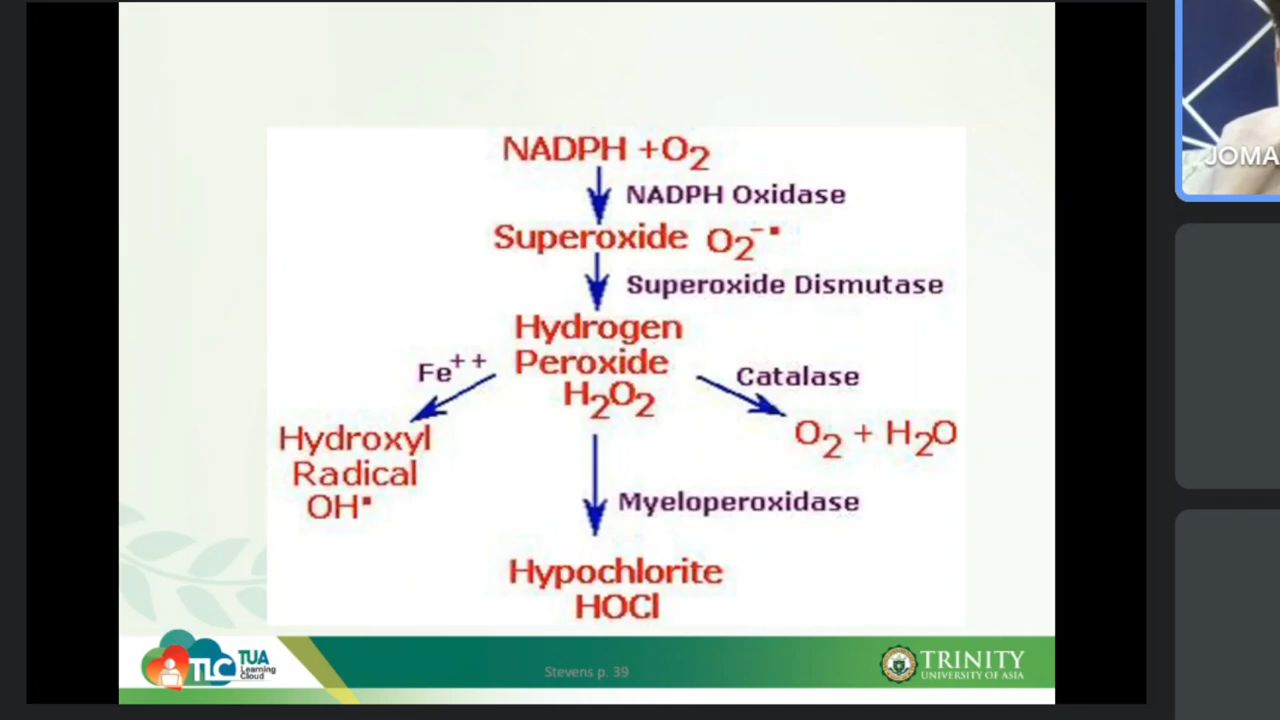 NADPH + O₂
NADPH Oxidase
Superoxide O₂⁻·
Superoxide Dismutase
Hydrogen
Peroxide
H₂O₂
Fe⁺⁺
Catalase
O₂ + H₂O
Hydroxyl
Radical
OH·
Myeloperoxidase
Hypochlorite
HOCl
TLC TUA
Learning
Cloud
Stevens p. 39
TRINITY
UNIVERSITY OF ASIA
JOMA